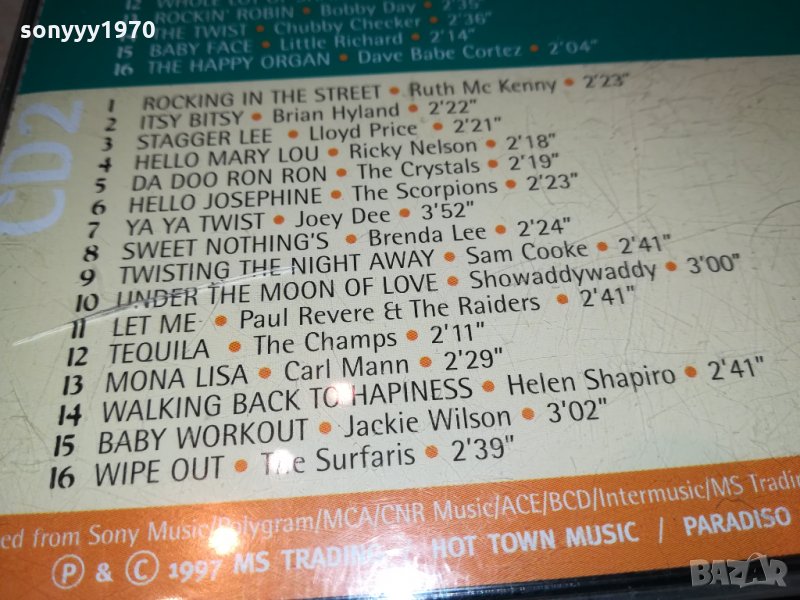 sonyyy1970
12 WHOLE LOT OF
ROCKIN' ROBIN • Bobby Day • 2'35"
THE TWIST • Chubby Checker • 2'36"
15 BABY FACE • Little Richard • 2'14"
16 THE HAPPY ORGAN • Dave Babe Cortez • 2'04"
CD2
1 ROCKING IN THE STREET • Ruth Mc Kenny • 2'23"
2 ITSY BITSY • Brian Hyland • 2'22"
3 STAGGER LEE • Lloyd Price • 2'21"
4 HELLO MARY LOU • Ricky Nelson • 2'18"
5 DA DOO RON RON • The Crystals • 2'19"
6 HELLO JOSEPHINE • The Scorpions • 2'23"
7 YA YA TWIST • Joey Dee • 3'52"
8 SWEET NOTHING'S • Brenda Lee • 2'24"
9 TWISTING THE NIGHT AWAY • Sam Cooke • 2'41"
10 UNDER THE MOON OF LOVE • Showaddywaddy • 3'00"
11 LET ME • Paul Revere & The Raiders • 2'41"
12 TEQUILA • The Champs • 2'11"
13 MONA LISA • Carl Mann • 2'29"
14 WALKING BACK TO HAPINESS • Helen Shapiro • 2'41"
15 BABY WORKOUT • Jackie Wilson • 3'02"
16 WIPE OUT • The Surfaris • 2'39"
ed from Sony Music/Polygram/MCA/CNR Music/ACE/BCD/Intermusic/MS Tradin
Ⓟ & © 1997 MS TRADING / HOT TOWN MUSIC / PARADISO
BAZAR